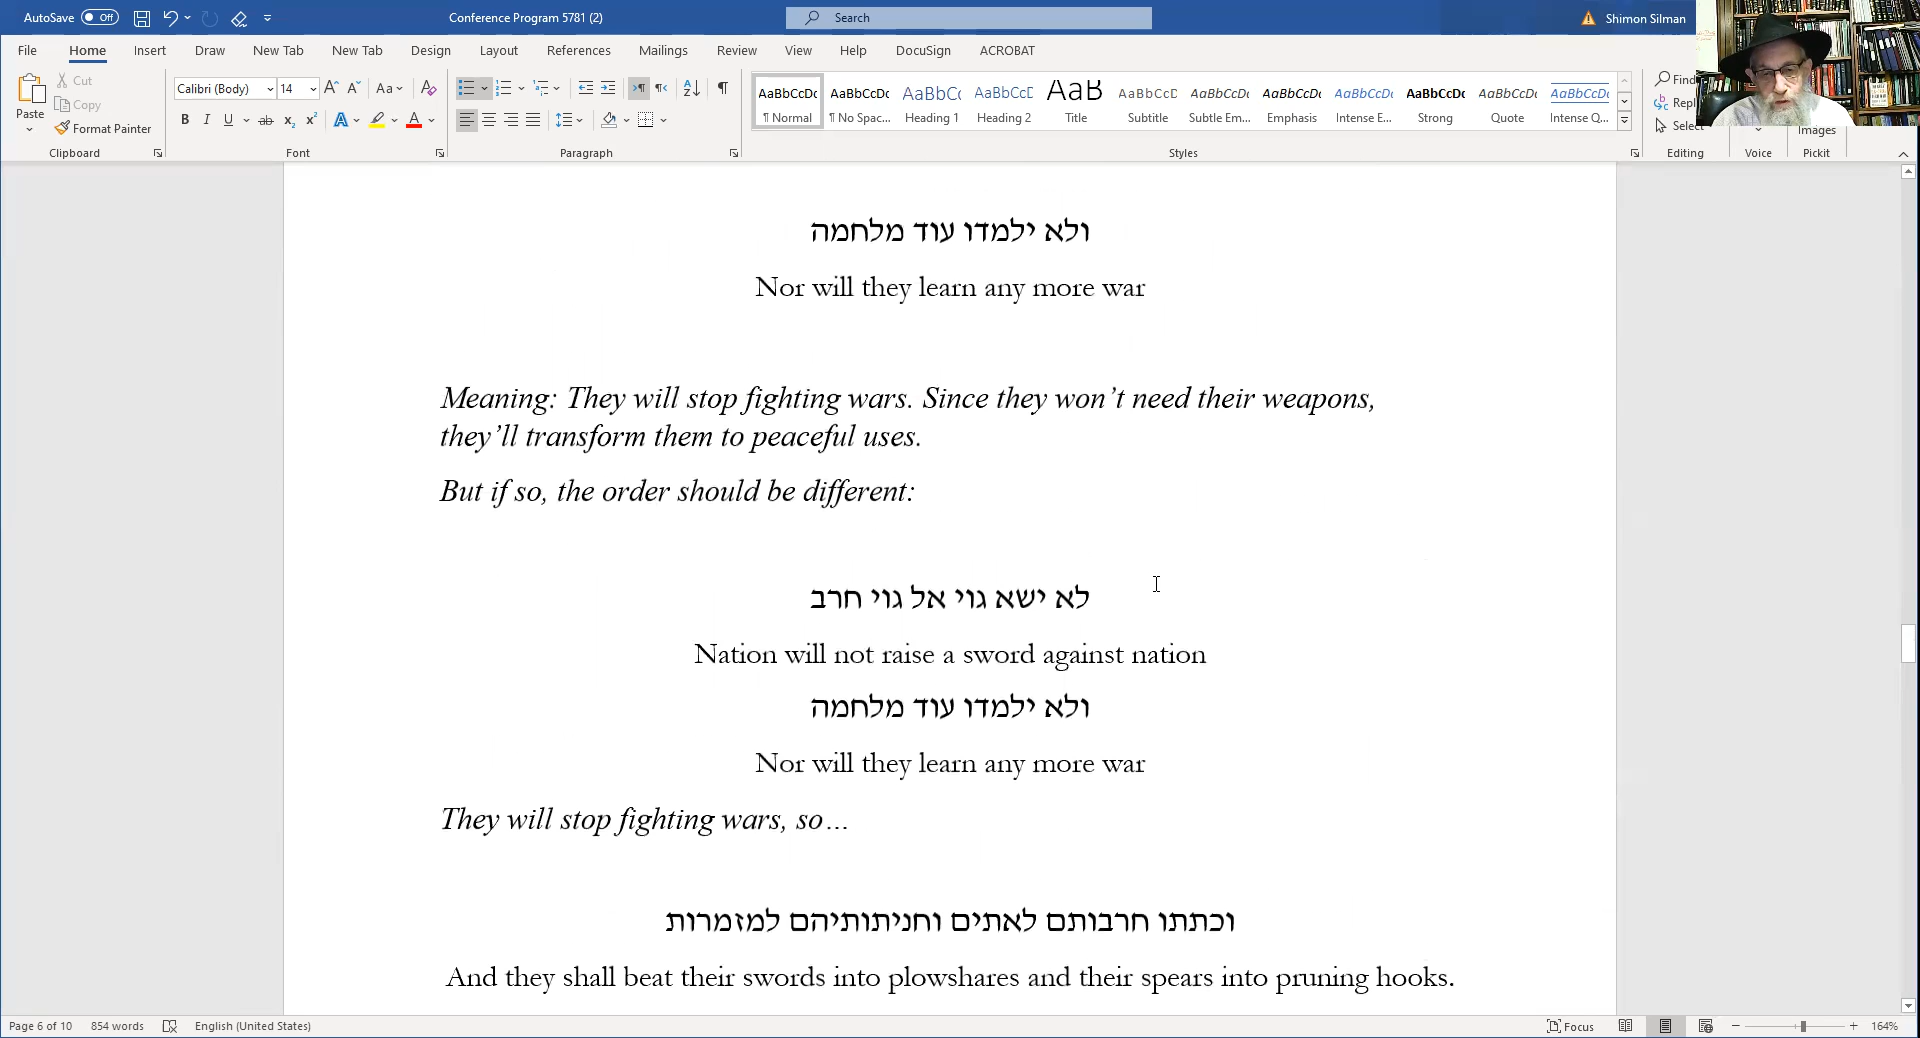 AutoSave Off
Conference Program 5781 (2)
Search
Shimon Silman
File Home Insert Draw New Tab New Tab Design Layout References Mailings Review View Help DocuSign ACROBAT
Paste
Cut
Copy
Format Painter
Clipboard
Calibri (Body) 14
Font
Paragraph
AaBbCcDc AaBbCcDc AaBbC AaBbCcD AaB AaBbCcD AaBbCcDc AaBbCcDc AaBbCcDc AaBbCcDc AaBbCcDc AaBbCcDc
¶ Normal ¶ No Spac... Heading 1 Heading 2 Title Subtitle Subtle Em... Emphasis Intense E... Strong Quote Intense Q...
Styles
Find
Repl
Select
Editing
Voice
Images
Pickit
ולא ילמדו עוד מלחמה
Nor will they learn any more war
Meaning: They will stop fighting wars. Since they won’t need their weapons,
they’ll transform them to peaceful uses.
But if so, the order should be different:
לא ישא גוי אל גוי חרב
Nation will not raise a sword against nation
ולא ילמדו עוד מלחמה
Nor will they learn any more war
They will stop fighting wars, so…
וכתתו חרבותם לאתים וחניתותיהם למזמרות
And they shall beat their swords into plowshares and their spears into pruning hooks.
Page 6 of 10 854 words English (United States)
Focus
164%